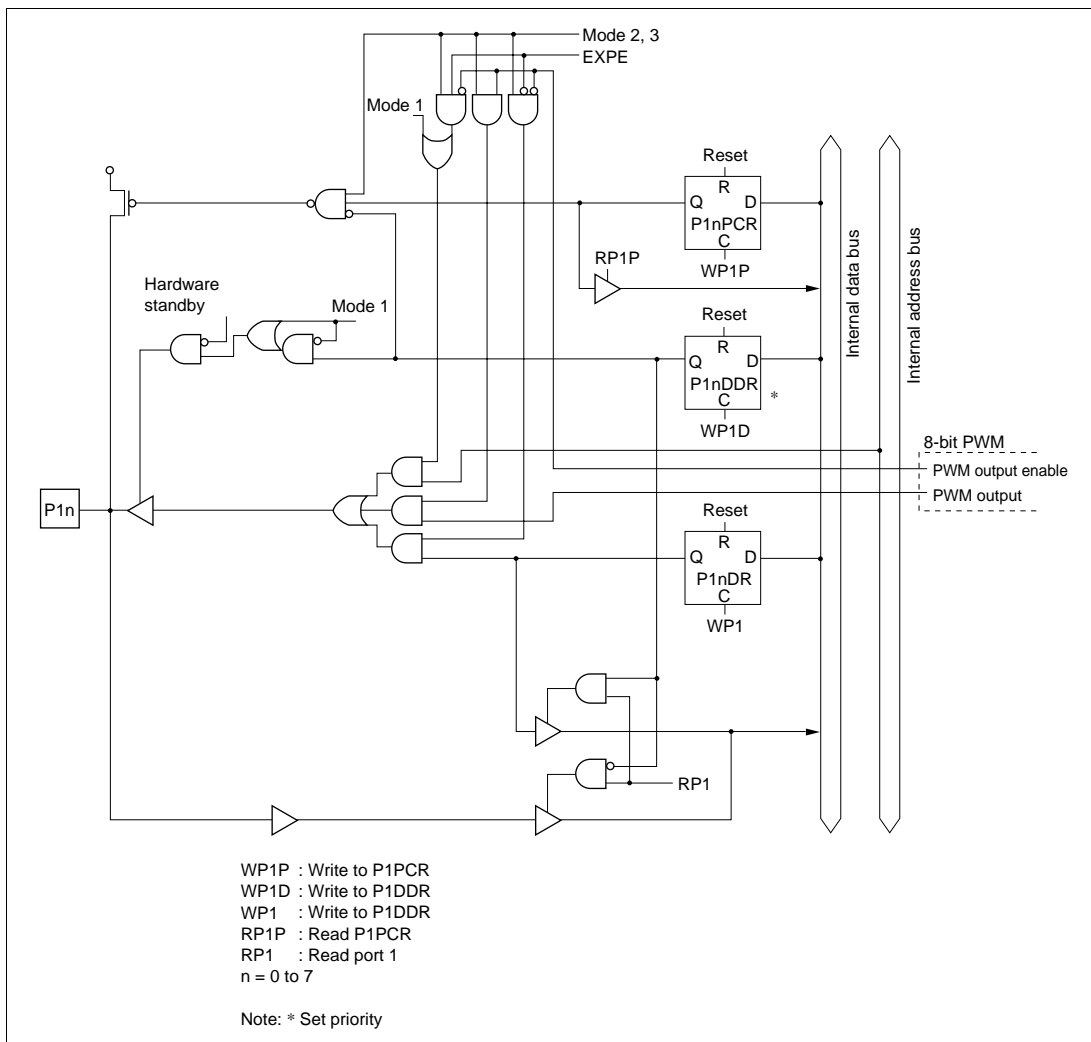 Mode 2, 3
EXPE
Mode 1
Reset
R
Q D
P1nPCR
C
WP1P
RP1P
Hardware
standby
Mode 1
Reset
R
Q D
P1nDDR
C
*
WP1D
Internal data bus
Internal address bus
8-bit PWM
PWM output enable
PWM output
P1n
Reset
R
Q D
P1nDR
C
WP1
RP1
WP1P : Write to P1PCR
WP1D : Write to P1DDR
WP1 : Write to P1DDR
RP1P : Read P1PCR
RP1 : Read port 1
n = 0 to 7
Note: * Set priority